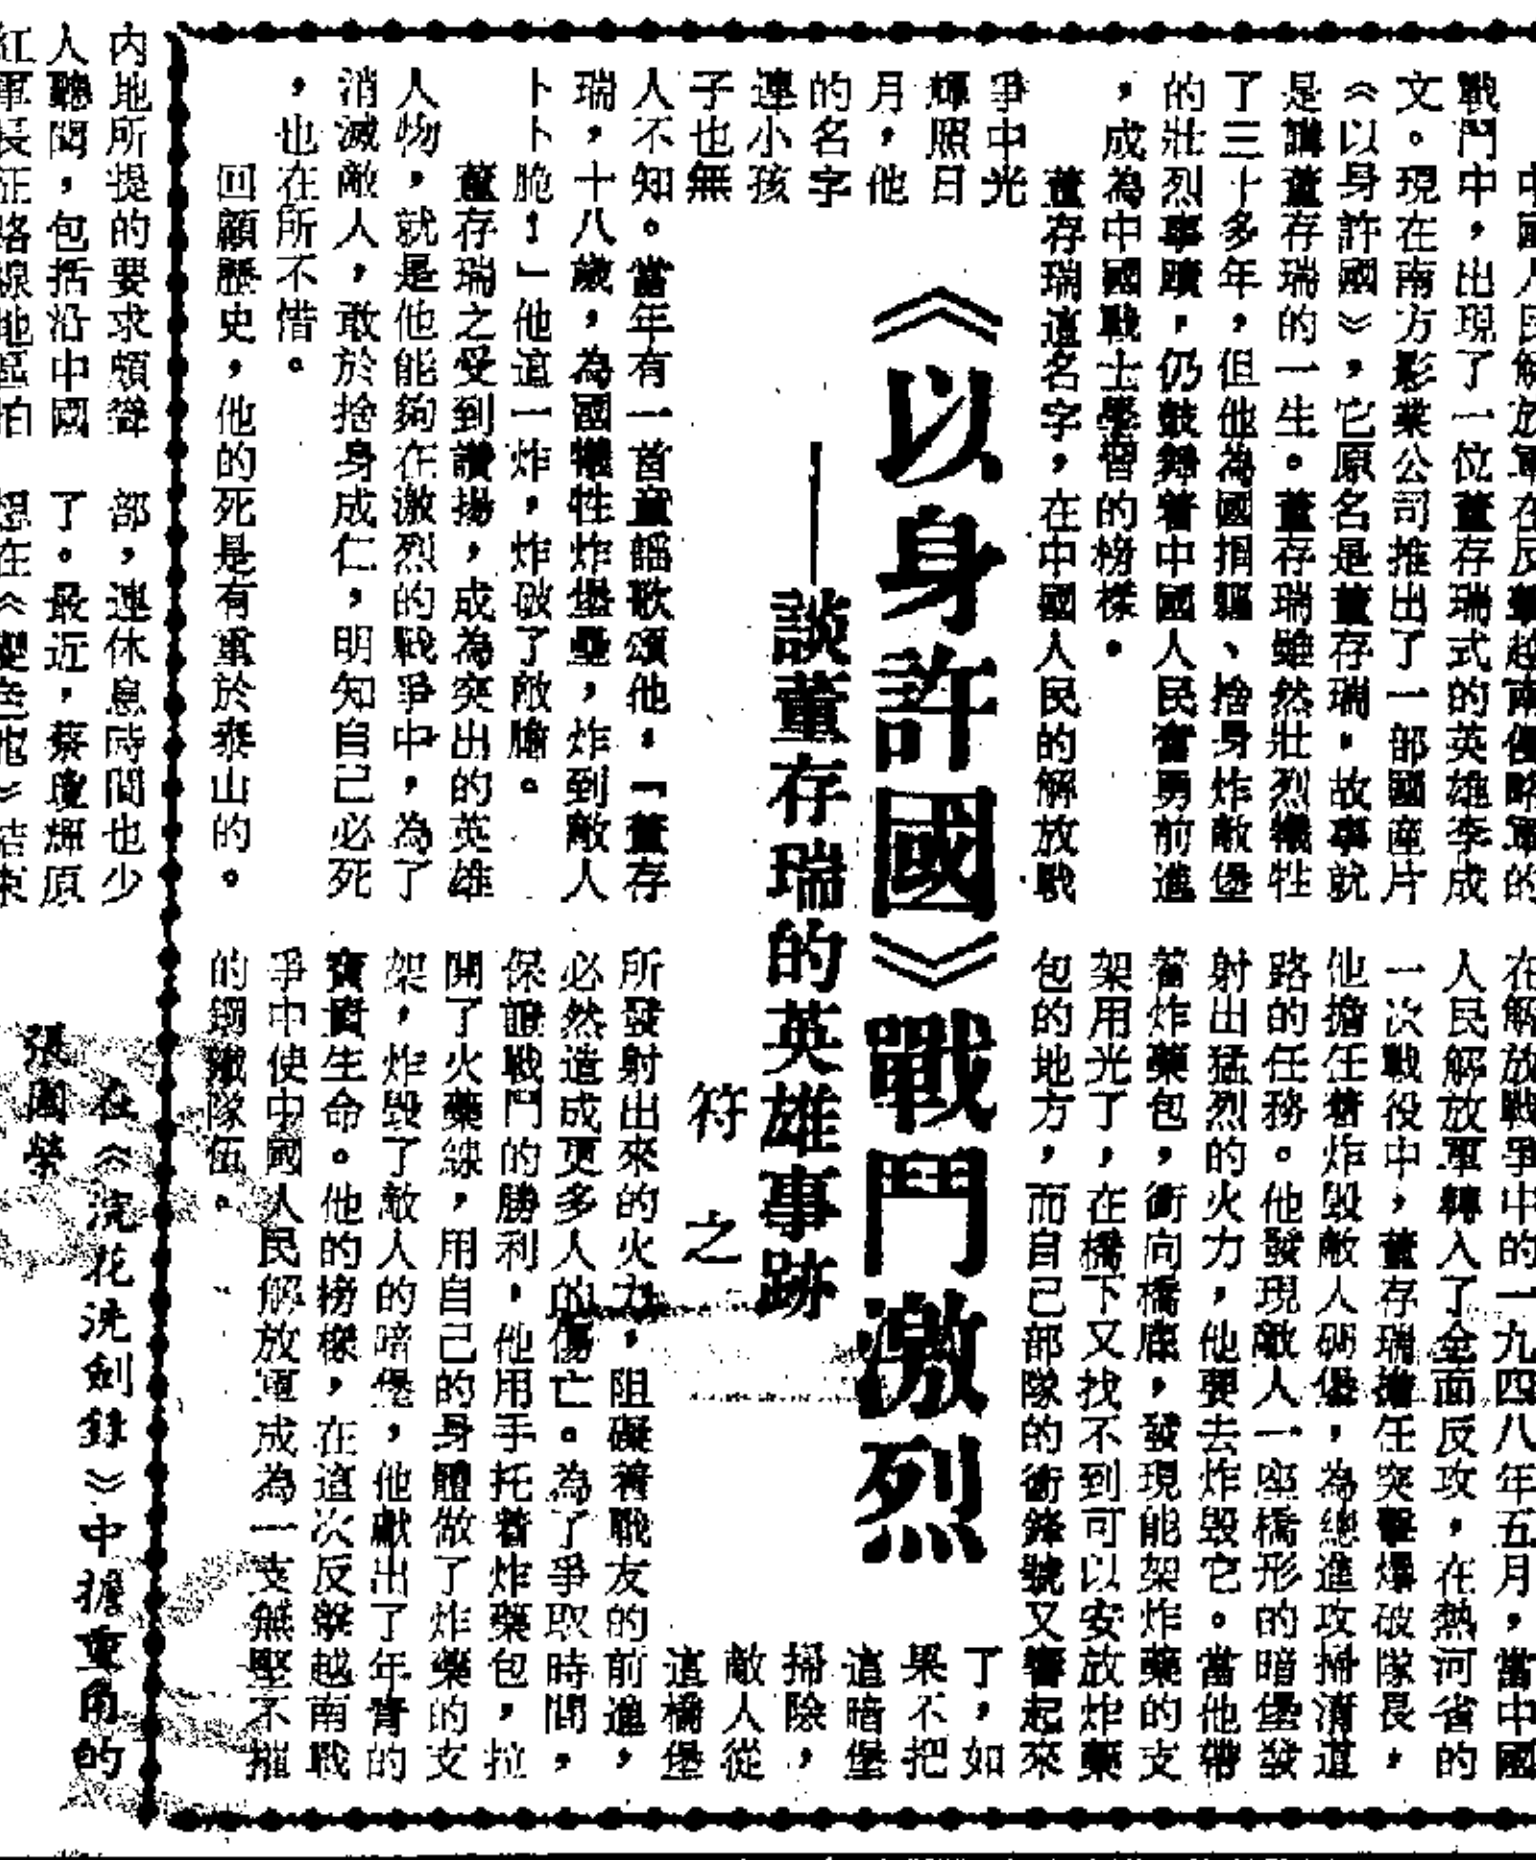 《以身許國》戰鬥激烈
——談董存瑞的英雄事跡
符之
中國人民解放軍在反擊越南侵略軍的
戰鬥中,出現了一位董存瑞式的英雄李成
文。現在南方影業公司推出了一部國產片
《以身許國》,它原名是董存瑞,故事就
是講董存瑞的一生。董存瑞雖然壯烈犧牲
了三十多年,但他為國捐軀、捨身炸敵堡
的壯烈事蹟,仍鼓舞着中國人民奮勇前進
,成為中國戰士學習的榜樣。
董存瑞這名字,在中國人民的解放戰
爭中光
輝照日
月,他
的名字
連小孩
子也無
人不知。當年有一首童謠歌頌他,「董存
瑞,十八歲,為國犧牲炸堡壘,炸到敵人
卜卜脆!」他這一炸,炸破了敵膽。
董存瑞之受到讚揚,成為突出的英雄
人物,就是他能夠在激烈的戰爭中,為了
消滅敵人,敢於捨身成仁,明知自己必死
,也在所不惜。
回顧歷史,他的死是有重於泰山的。
在解放戰爭中的一九四八年五月,當中國
人民解放軍轉入了全面反攻,在熱河省的
一次戰役中,董存瑞擔任突擊爆破隊長,
他擔任着炸毀敵人碉堡,為總進攻掃清道
路的任務。他發現敵人一座橋形的暗堡發
射出猛烈的火力,他要去炸毀它。當他帶
着炸藥包,衝向橋底,發現能架炸藥的支
架用光了,在橋下又找不到可以安放炸藥
包的地方,而自己部隊的衝鋒號又響起來
了,如
果不把
這暗堡
掃除,
敵人從
這橋堡
所發射出來的火力,阻礙著戰友的前進,
必然造成更多人的傷亡。為了爭取時間,
保證戰鬥的勝利,他用手托着炸藥包,拉
開了火藥線,用自己的身體做了炸藥的支
架,炸毀了敵人的暗堡,他獻出了年青的
寶貴生命。他的榜樣,在這次反擊越南戰
爭中使中國人民解放軍成為一支無堅不摧
的鋼鐵隊伍。
內地所提的要求頗聳
人聽聞,包括沿中國
紅軍長征路線地區拍
部,連休息時間也少
了。最近,蔡瓊輝原
想在《變色龍》結束
在《浣花洗劍錄》中擔重角的
張國榮